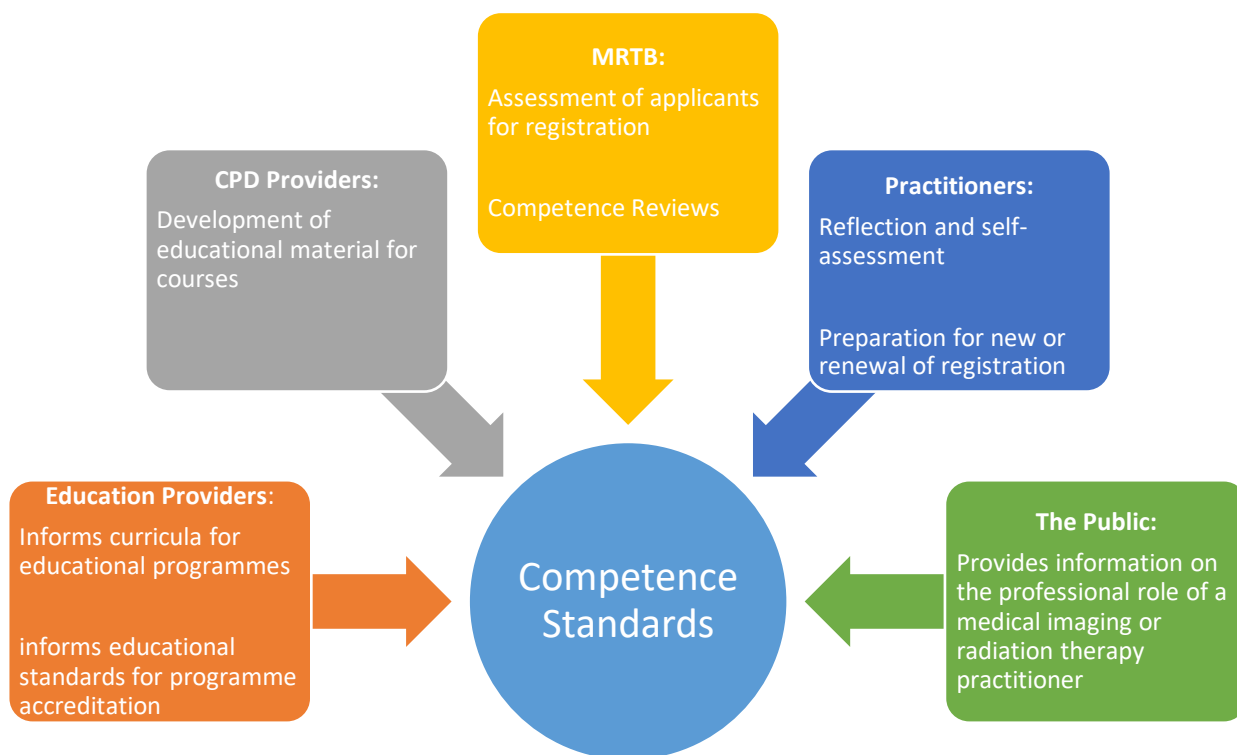 MRTB:
Assessment of applicants
for registration
Competence Reviews
CPD Providers:
Development of
educational material for
courses
Practitioners:
Reflection and self-
assessment
Preparation for new or
renewal of registration
Education Providers:
Informs curricula for
educational programmes
informs educational
standards for programme
accreditation
Competence
Standards
The Public:
Provides information on
the professional role of a
medical imaging or
radiation therapy
practitioner